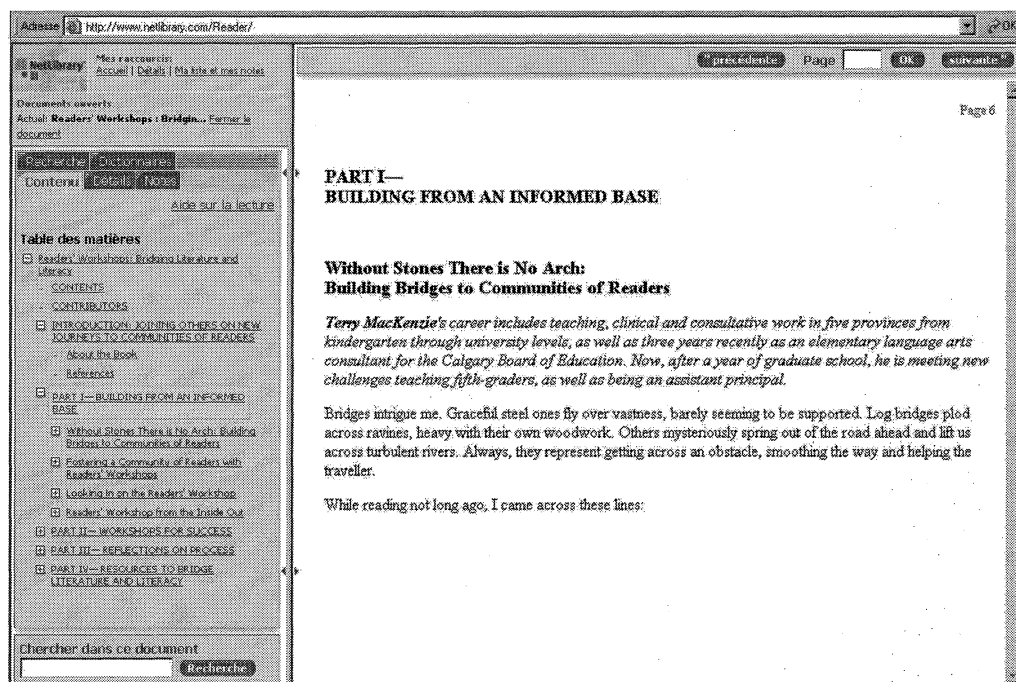 Adresse http://www.netlibrary.com/Reader/ OK
NetLibrary
Mes raccourcis:
Accueil | Détails | Ma liste et mes notes
Documents ouverts
Actuel: Readers' Workshops : Bridgin... Fermer le
document
Recherche Dictionnaires
Contenu Détails Notes
Aide sur la lecture
Table des matières
Readers' Workshops: Bridging Literature and
Literacy
CONTENTS
CONTRIBUTORS
INTRODUCTION: JOINING OTHERS ON NEW
JOURNEYS TO COMMUNITIES OF READERS
About the Book
References
PART I—BUILDING FROM AN INFORMED
BASE
Without Stones There is No Arch: Building
Bridges to Communities of Readers
Fostering a Community of Readers with
Readers' Workshops
Looking In on the Readers' Workshop
Readers' Workshop from the Inside Out
PART II— WORKSHOPS FOR SUCCESS
PART III— REFLECTIONS ON PROCESS
PART IV— RESOURCES TO BRIDGE
LITERATURE AND LITERACY
Chercher dans ce document
Recherche
"précédente Page OK suivante"
Page 6
PART I—
BUILDING FROM AN INFORMED BASE
Without Stones There is No Arch:
Building Bridges to Communities of Readers
Terry MacKenzie's career includes teaching, clinical and consultative work in five provinces from
kindergarten through university levels, as well as three years recently as an elementary language arts
consultant for the Calgary Board of Education. Now, after a year of graduate school, he is meeting new
challenges teaching fifth-graders, as well as being an assistant principal.
Bridges intrigue me. Graceful steel ones fly over vastness, barely seeming to be supported. Log bridges plod
across ravines, heavy with their own woodwork. Others mysteriously spring out of the road ahead and lift us
across turbulent rivers. Always, they represent getting across an obstacle, smoothing the way and helping the
traveller.
While reading not long ago, I came across these lines: